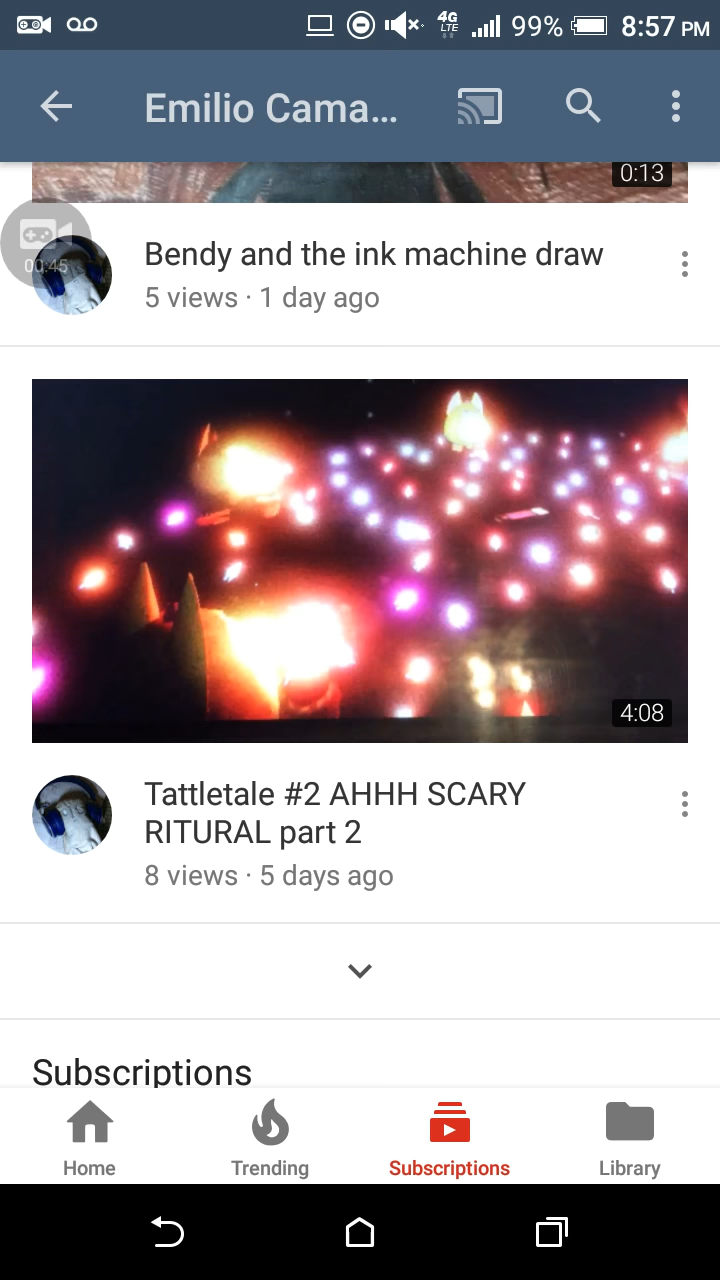 4G LTE 99% 8:57 PM
Emilio Cama...
0:13
00:45
Bendy and the ink machine draw
5 views · 1 day ago
4:08
Tattletale #2 AHHH SCARY
RITURAL part 2
8 views · 5 days ago
Subscriptions
Home Trending Subscriptions Library